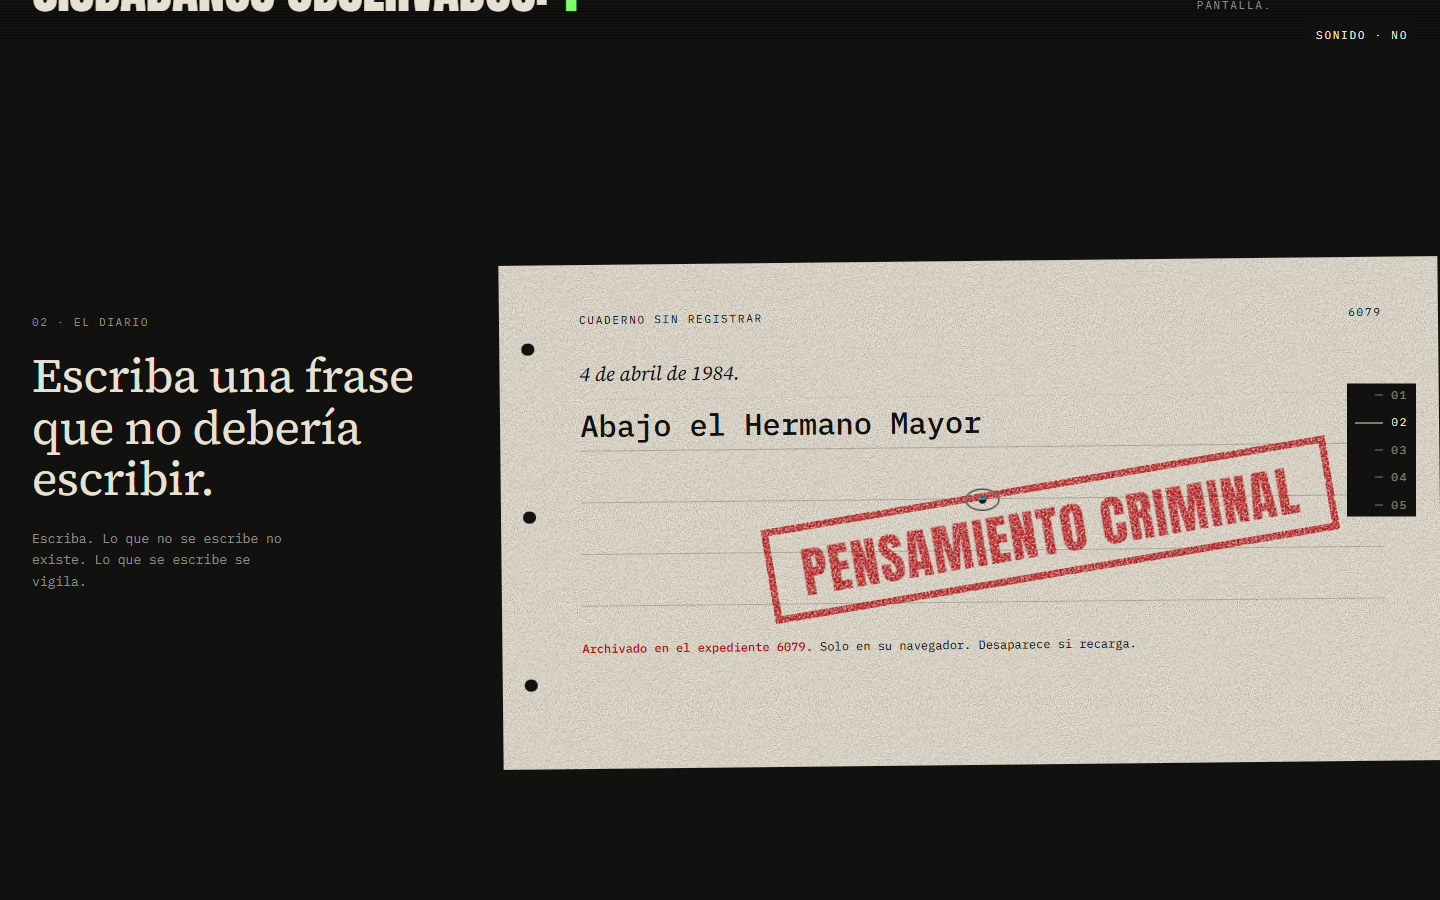 CIUDADANOS OBSERVADOS: 1
PANTALLA.
SONIDO · NO
02 · EL DIARIO
Escriba una frase
que no debería
escribir.
Escriba. Lo que no se escribe no
existe. Lo que se escribe se
vigila.
CUADERNO SIN REGISTRAR
6079
4 de abril de 1984.
Abajo el Hermano Mayor
PENSAMIENTO CRIMINAL
Archivado en el expediente 6079. Solo en su navegador. Desaparece si recarga.
01
02
03
04
05